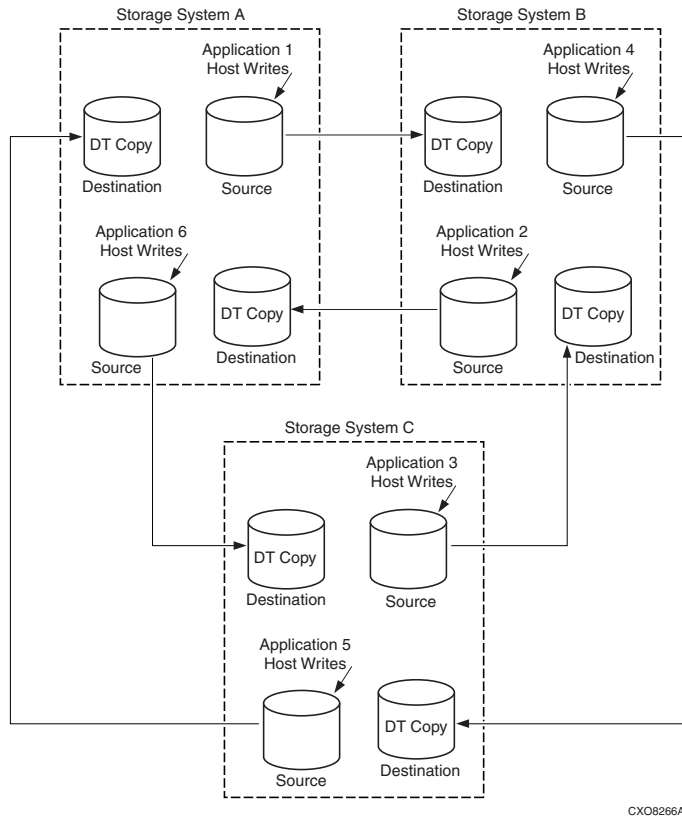 Storage System A
Application 1
Host Writes
DT Copy
Destination
Source
Application 6
Host Writes
Source
DT Copy
Destination
Storage System B
Application 4
Host Writes
DT Copy
Destination
Source
Application 2
Host Writes
Source
DT Copy
Destination
Storage System C
Application 3
Host Writes
DT Copy
Destination
Source
Application 5
Host Writes
Source
DT Copy
Destination
CXO8266A